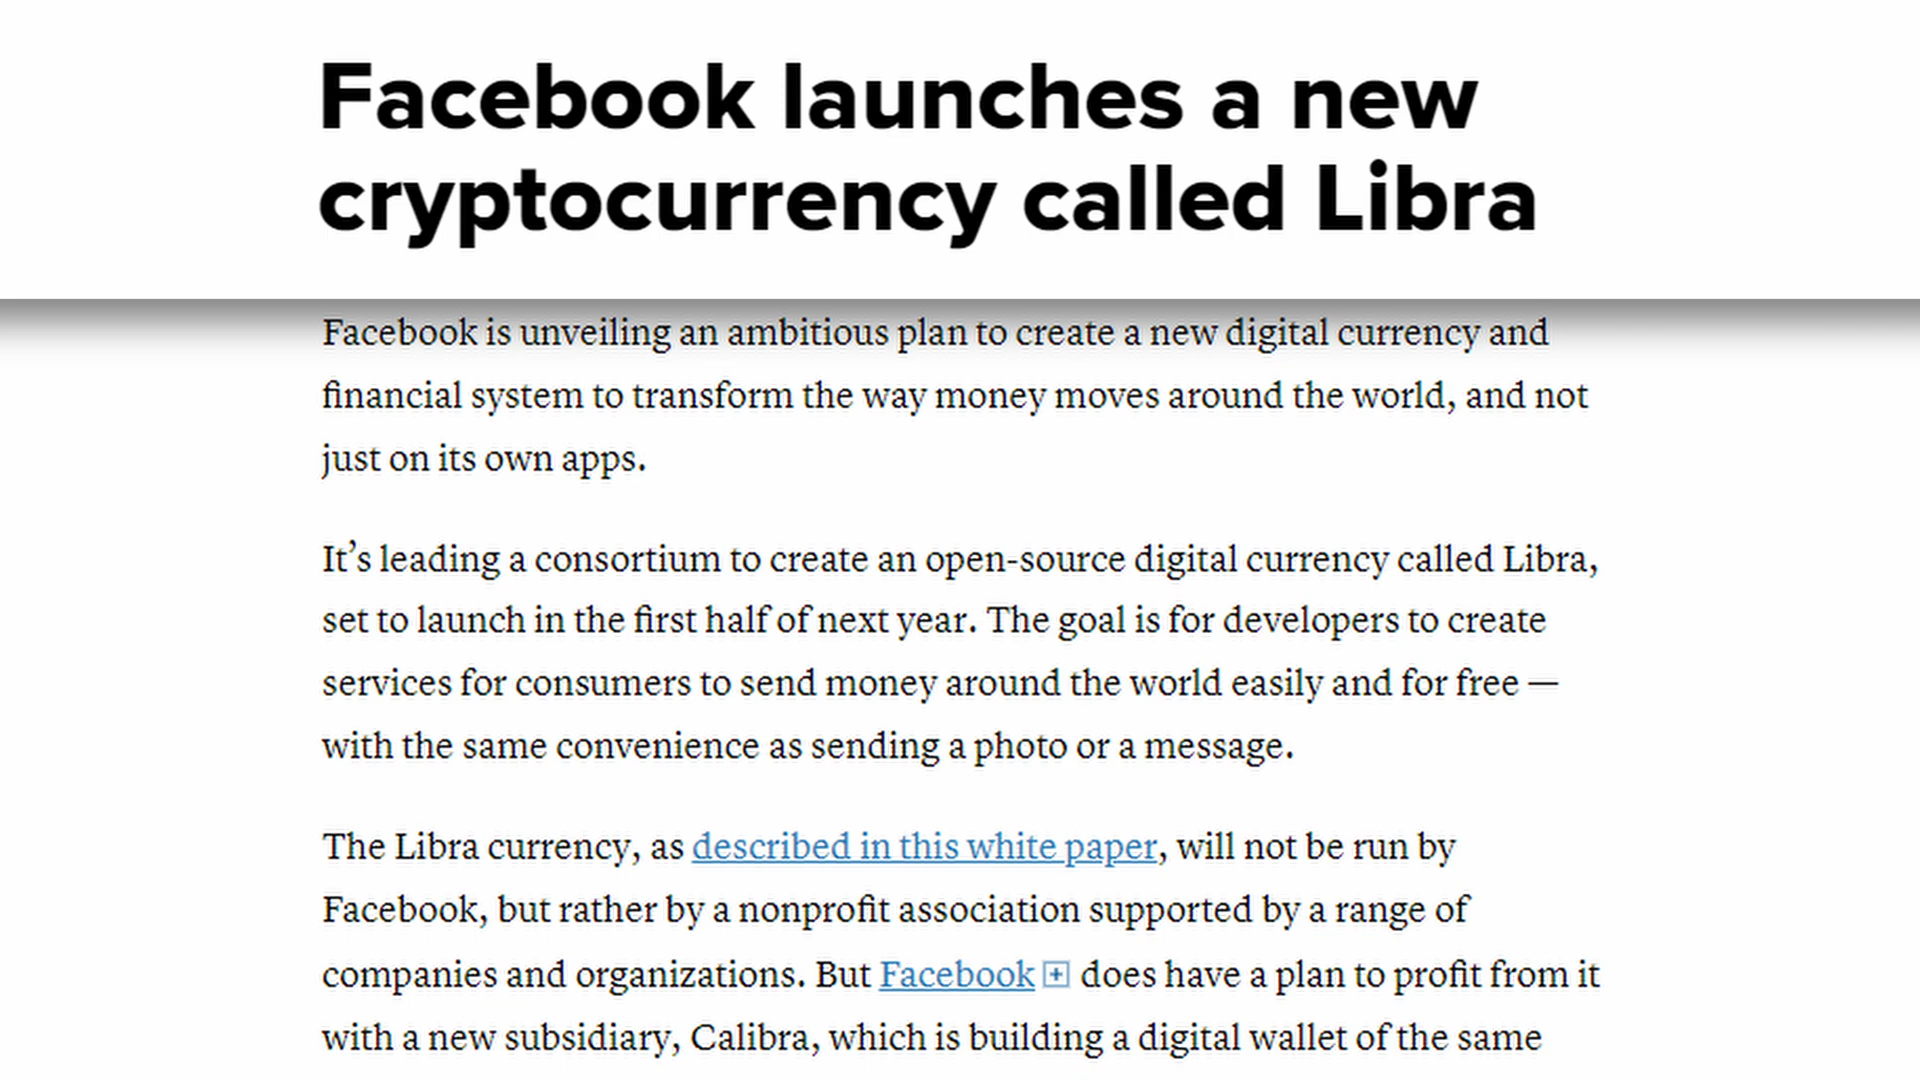 Facebook launches a new
cryptocurrency called Libra
Facebook is unveiling an ambitious plan to create a new digital currency and
financial system to transform the way money moves around the world, and not
just on its own apps.
It’s leading a consortium to create an open-source digital currency called Libra,
set to launch in the first half of next year. The goal is for developers to create
services for consumers to send money around the world easily and for free —
with the same convenience as sending a photo or a message.
The Libra currency, as described in this white paper, will not be run by
Facebook, but rather by a nonprofit association supported by a range of
companies and organizations. But Facebook + does have a plan to profit from it
with a new subsidiary, Calibra, which is building a digital wallet of the same